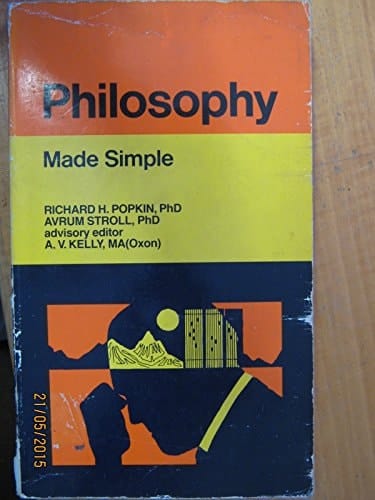 Philosophy
Made Simple
RICHARD H. POPKIN, PhD
AVRUM STROLL, PhD
advisory editor
A. V. KELLY, MA(Oxon)
21/05/2015